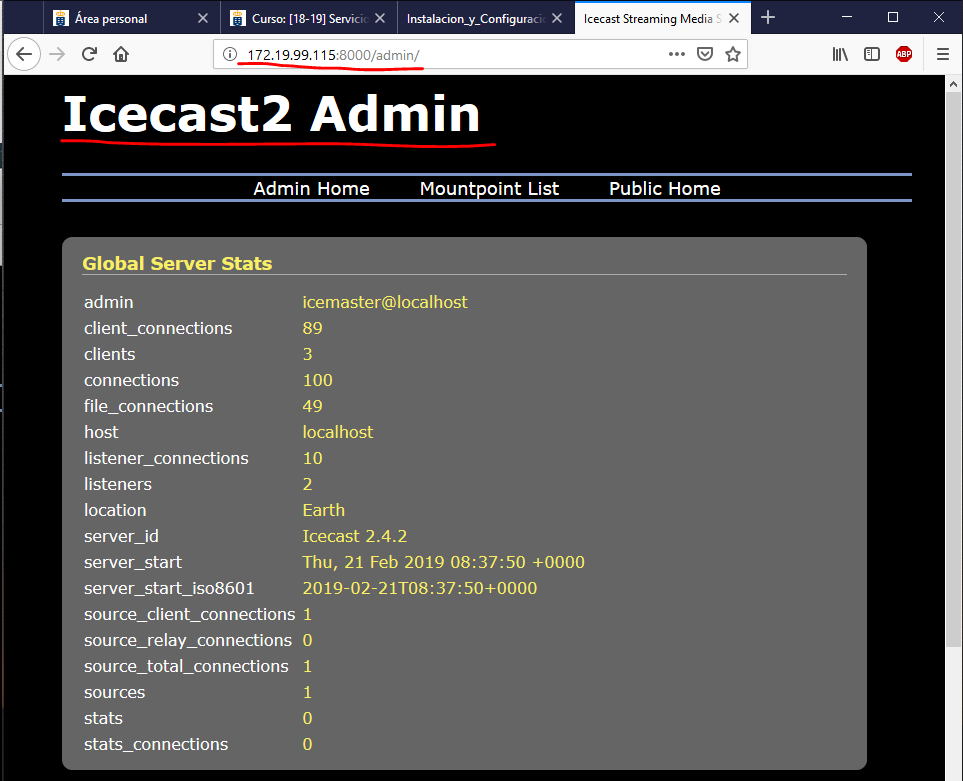 Área personal
Curso: [18-19] Servicio
Instalacion_y_Configuració
Icecast Streaming Media S
172.19.99.115:8000/admin/
ABP
Icecast2 Admin
Admin Home Mountpoint List Public Home
Global Server Stats
admin icemaster@localhost
client_connections 89
clients 3
connections 100
file_connections 49
host localhost
listener_connections 10
listeners 2
location Earth
server_id Icecast 2.4.2
server_start Thu, 21 Feb 2019 08:37:50 +0000
server_start_iso8601 2019-02-21T08:37:50+0000
source_client_connections 1
source_relay_connections 0
source_total_connections 1
sources 1
stats 0
stats_connections 0